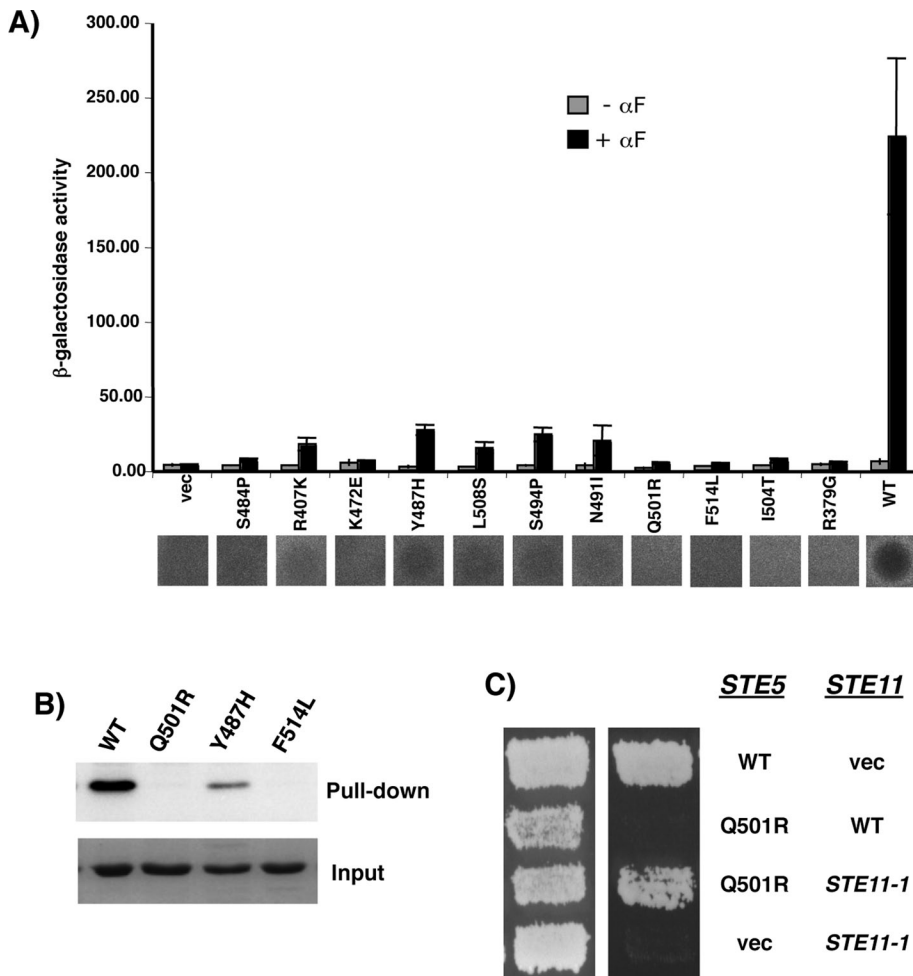 A)
300.00
250.00
200.00
150.00
100.00
50.00
0.00
β-galactosidase activity
- αF
+ αF
vec
S484P
R407K
K472E
Y487H
L508S
S494P
N491I
Q501R
F514L
I504T
R379G
WT
B)
WT
Q501R
Y487H
F514L
Pull-down
Input
C)
STE5 STE11
WT vec
Q501R WT
Q501R STE11-1
vec STE11-1